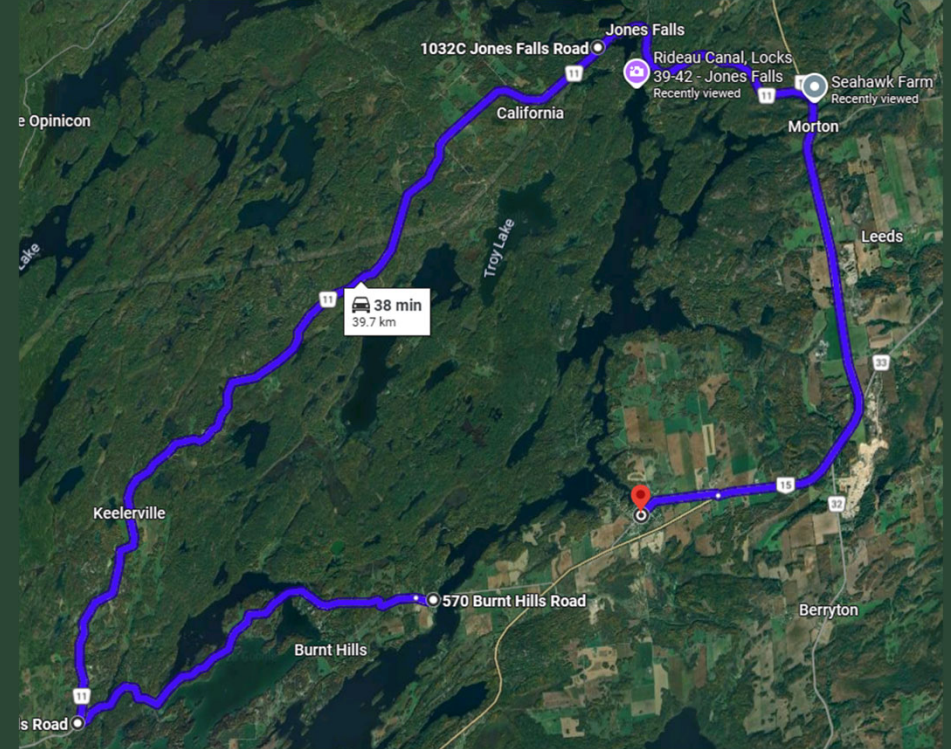 Jones Falls
1032C Jones Falls Road
11
Rideau Canal, Locks
39-42 - Jones Falls
Recently viewed
11
Seahawk Farm
Recently viewed
California
e Opinicon
Morton
Leeds
Lake
Troy Lake
11
38 min
39.7 km
33
15
32
Keelerville
570 Burnt Hills Road
Berryton
Burnt Hills
11
s Road